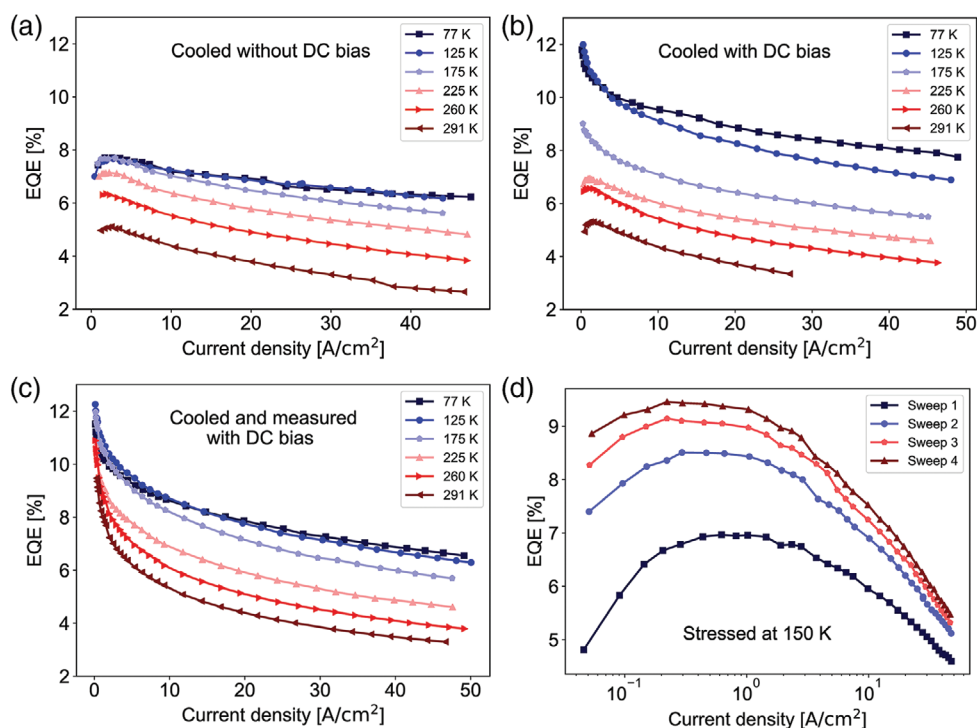 (a)
Cooled without DC bias
77 K
125 K
175 K
225 K
260 K
291 K
EQE [%]
12
10
8
6
4
2
0
10
20
30
40
Current density [A/cm²]
(b)
Cooled with DC bias
77 K
125 K
175 K
225 K
260 K
291 K
EQE [%]
12
10
8
6
4
2
0
10
20
30
40
50
Current density [A/cm²]
(c)
Cooled and measured
with DC bias
77 K
125 K
175 K
225 K
260 K
291 K
EQE [%]
12
10
8
6
4
2
0
10
20
30
40
50
Current density [A/cm²]
(d)
Sweep 1
Sweep 2
Sweep 3
Sweep 4
EQE [%]
9
8
7
6
5
Stressed at 150 K
10⁻¹
10⁰
10¹
Current density [A/cm²]